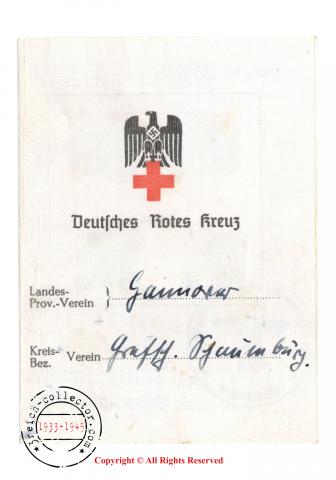 Deutsches Rotes Kreuz
Landes-
Prov.-Verein } Hannover
Kreis-
Bez. Verein Grafsch. Schaumburg.
3reich-collector.com
1933-1945
Copyright © All Rights Reserved